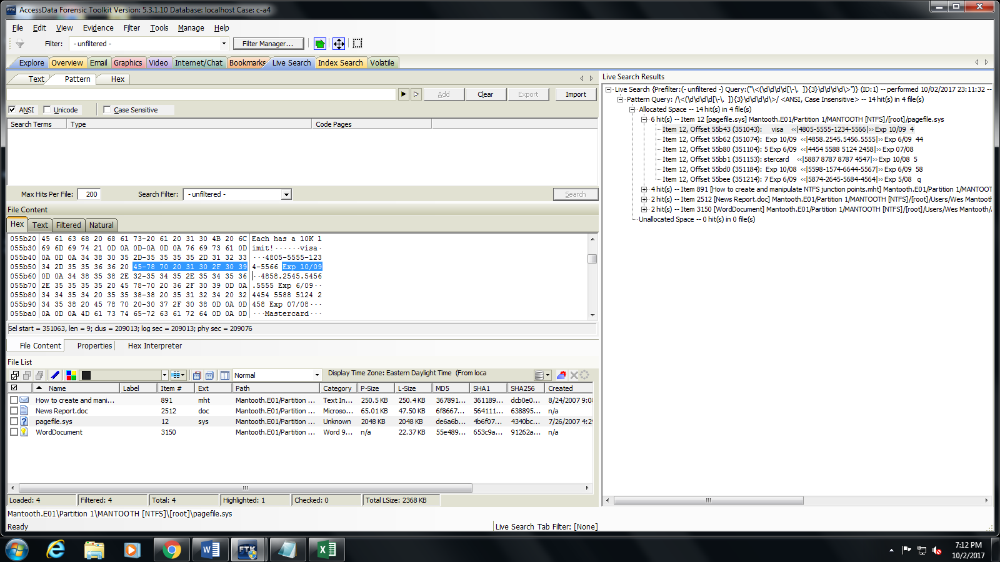 AccessData Forensic Toolkit Version: 5.3.1.10 Database: localhost Case: c-a4
File Edit View Evidence Filter Tools Manage Help
Filter: - unfiltered - Filter Manager...
Explore Overview Email Graphics Video Internet/Chat Bookmarks Live Search Index Search Volatile
Text Pattern Hex
Add Clear Export Import
ANSI Unicode Case Sensitive
Search Terms Type Code Pages
Max Hits Per File: 200 Search Filter: - unfiltered - Search
File Content
Hex Text Filtered Natural
055b20 45 61 63 68 20 68 61 73-20 61 20 31 30 4B 20 6C Each has a 10K l
055b30 69 6D 69 74 21 0D 0A 0D-0A 0D 0A 76 69 73 61 0D imit!······visa·
055b40 0A 0D 0A 34 38 30 35 2D-35 35 35 35 2D 31 32 33 ···4805-5555-123
055b50 34 2D 35 35 36 36 20 45-78 70 20 31 30 2F 30 39 4-5566 Exp 10/09
055b60 0D 0A 34 38 35 38 2E 32-35 34 35 2E 35 34 35 36 ··4858.2545.5456
055b70 2E 35 35 35 35 20 45 78-70 20 36 2F 30 39 0D 0A .5555 Exp 6/09··
055b80 34 34 35 34 20 35 35 38-38 20 35 31 32 34 20 32 4454 5588 5124 2
055b90 34 35 38 20 45 78 70 20-30 37 2F 30 38 0D 0A 0D 458 Exp 07/08···
055ba0 0A 0D 0A 4D 61 73 74 65-72 63 61 72 64 0D 0A 0D ···Mastercard···
Sel start = 351063, len = 9; clus = 209013; log sec = 209013; phy sec = 209076
File Content Properties Hex Interpreter
File List
Normal Display Time Zone: Eastern Daylight Time (From loca
Name Label Item # Ext Path Category P-Size L-Size MD5 SHA1 SHA256 Created
How to create and mani... 891 mht Mantooth.E01/Partition ... Text In... 250.5 KB 250.4 KB 367891... 361189... dcb0e0... 8/24/2007 9:08
News Report.doc 2512 doc Mantooth.E01/Partition ... Microso... 65.01 KB 47.50 KB 6f8667... 564111... 638895... n/a
pagefile.sys 12 sys Mantooth.E01/Partition ... Unknown 2048 KB 2048 KB de6a6b... 4b6f07... 4340bc... 7/26/2007 4:29
WordDocument 3150 Mantooth.E01/Partition ... Word 9... n/a 22.37 KB 55e489... 653c9a... 91262a... n/a
Loaded: 4 Filtered: 4 Total: 4 Highlighted: 1 Checked: 0 Total LSize: 2368 KB
Mantooth.E01\Partition 1\MANTOOTH [NTFS]\[root]\pagefile.sys
Ready Live Search Tab Filter: [None]
Live Search Results
Live Search {Prefilter:(- unfiltered -) Query:("\<(\d\d\d\d[\-\. ]){3}\d\d\d\d\>")} (ID:1) -- performed 10/02/2017 23:11:32 --
Pattern Query: /\<(\d\d\d\d[\-\. ]){3}\d\d\d\d\>/ <ANSI, Case Insensitive> -- 14 hit(s) in 4 file(s)
Allocated Space -- 14 hit(s) in 4 file(s)
6 hit(s) -- Item 12 [pagefile.sys] Mantooth.E01/Partition 1/MANTOOTH [NTFS]/[root]/pagefile.sys
Item 12, Offset 55b43 (351043): visa <<|4805-5555-1234-5566|>> Exp 10/09 4
Item 12, Offset 55b62 (351074): Exp 10/09 <<|4858.2545.5456.5555|>> Exp 6/09 44
Item 12, Offset 55b80 (351104): 5 Exp 6/09 <<|4454 5588 5124 2458|>> Exp 07/08
Item 12, Offset 55bb1 (351153): stercard <<|5887 8787 8787 4547|>> Exp 10/08 5
Item 12, Offset 55bd0 (351184): Exp 10/08 <<|5598-1574-6644-5567|>> Exp 6/09 58
Item 12, Offset 55bee (351214): 7 Exp 6/09 <<|5874-2645-5684-4564|>> Exp 5/08 q
4 hit(s) -- Item 891 [How to create and manipulate NTFS junction points.mht] Mantooth.E01/Partition 1/MANTOOT
2 hit(s) -- Item 2512 [News Report.doc] Mantooth.E01/Partition 1/MANTOOTH [NTFS]/[root]/Users/Wes Mantooth
2 hit(s) -- Item 3150 [WordDocument] Mantooth.E01/Partition 1/MANTOOTH [NTFS]/[root]/Users/Wes Mantooth/
Unallocated Space -- 0 hit(s) in 0 file(s)
7:12 PM
10/2/2017